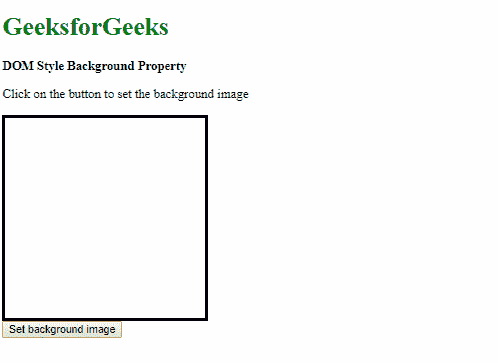 GeeksforGeeks
DOM Style Background Property
Click on the button to set the background image
Set background image